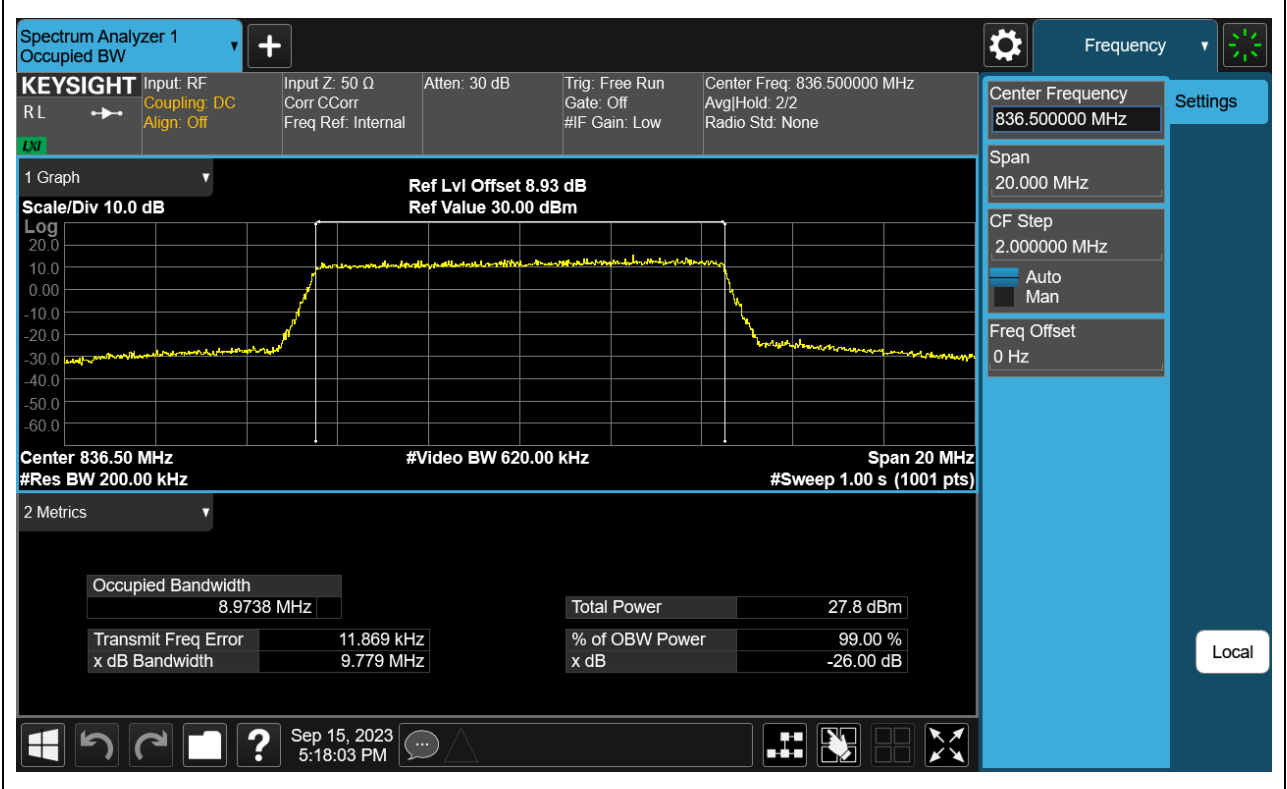 Spectrum Analyzer 1
Occupied BW
Frequency
KEYSIGHT
R L
LXI
Input: RF
Coupling: DC
Align: Off
Input Z: 50 Ω
Corr CCorr
Freq Ref: Internal
Atten: 30 dB
Trig: Free Run
Gate: Off
#IF Gain: Low
Center Freq: 836.500000 MHz
Avg|Hold: 2/2
Radio Std: None
Center Frequency
836.500000 MHz
Settings
Span
20.000 MHz
CF Step
2.000000 MHz
Auto
Man
Freq Offset
0 Hz
Local
1 Graph
Ref Lvl Offset 8.93 dB
Scale/Div 10.0 dB
Ref Value 30.00 dBm
Log
20.0
10.0
0.00
-10.0
-20.0
-30.0
-40.0
-50.0
-60.0
Center 836.50 MHz
#Video BW 620.00 kHz
Span 20 MHz
#Res BW 200.00 kHz
#Sweep 1.00 s (1001 pts)
2 Metrics
Occupied Bandwidth
8.9738 MHz
Total Power 27.8 dBm
Transmit Freq Error 11.869 kHz
% of OBW Power 99.00 %
x dB Bandwidth 9.779 MHz
x dB -26.00 dB
?
Sep 15, 2023
5:18:03 PM